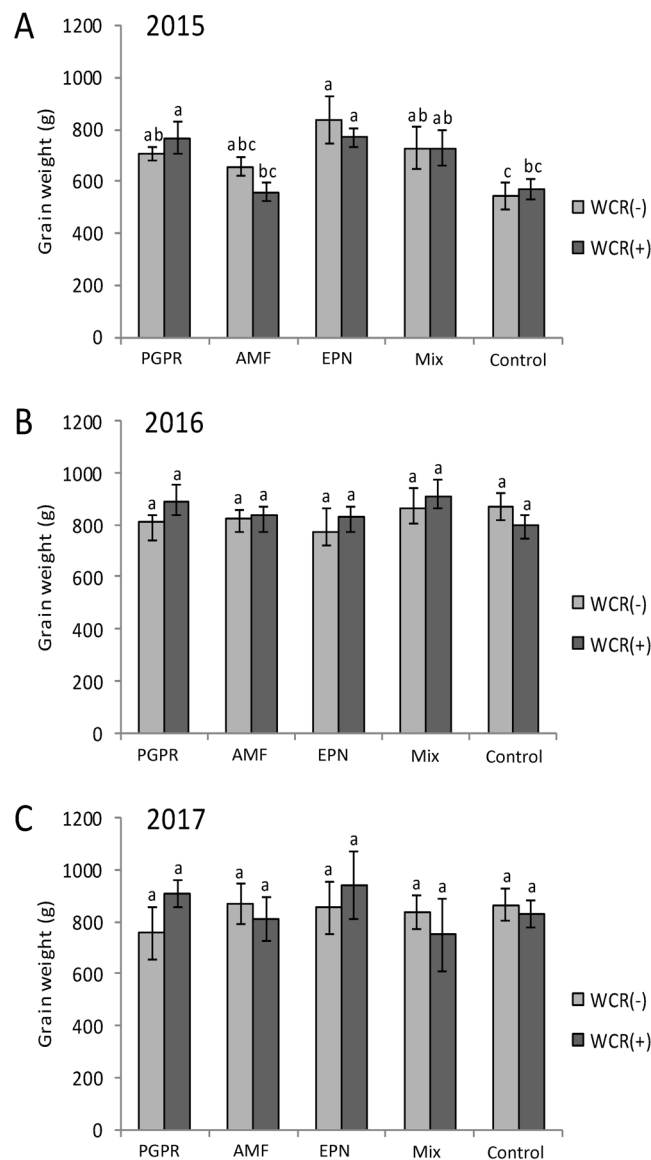 A 2015
Grain weight (g)
1200
1000
800
600
400
200
0
ab a abc bc a a ab ab c bc
PGPR AMF EPN Mix Control
WCR(-)
WCR(+)
B 2016
Grain weight (g)
1200
1000
800
600
400
200
0
a a a a a a a a a a
PGPR AMF EPN Mix Control
WCR(-)
WCR(+)
C 2017
Grain weight (g)
1200
1000
800
600
400
200
0
a a a a a a a a a a
PGPR AMF EPN Mix Control
WCR(-)
WCR(+)